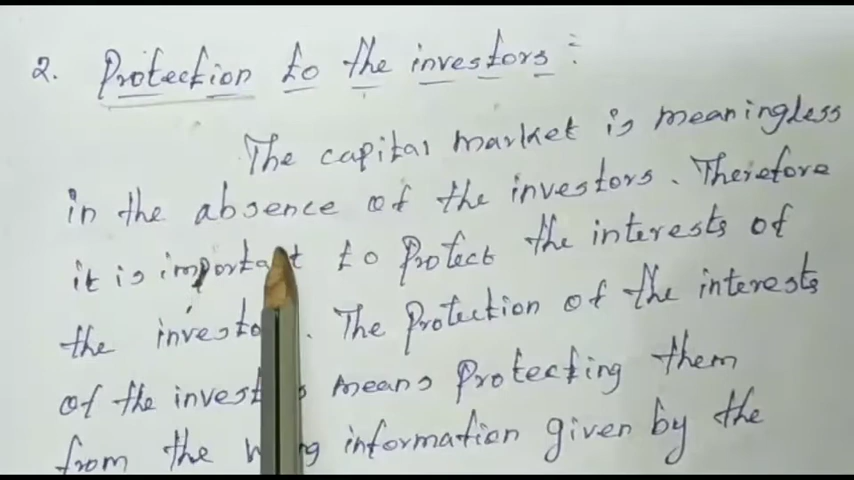 2. Protection to the investors :-
The capital market is meaningless
in the absence of the investors. Therefore
it is important to protect the interests of
the . The Protection of the interests
of the means Protecting them
from the information given by the